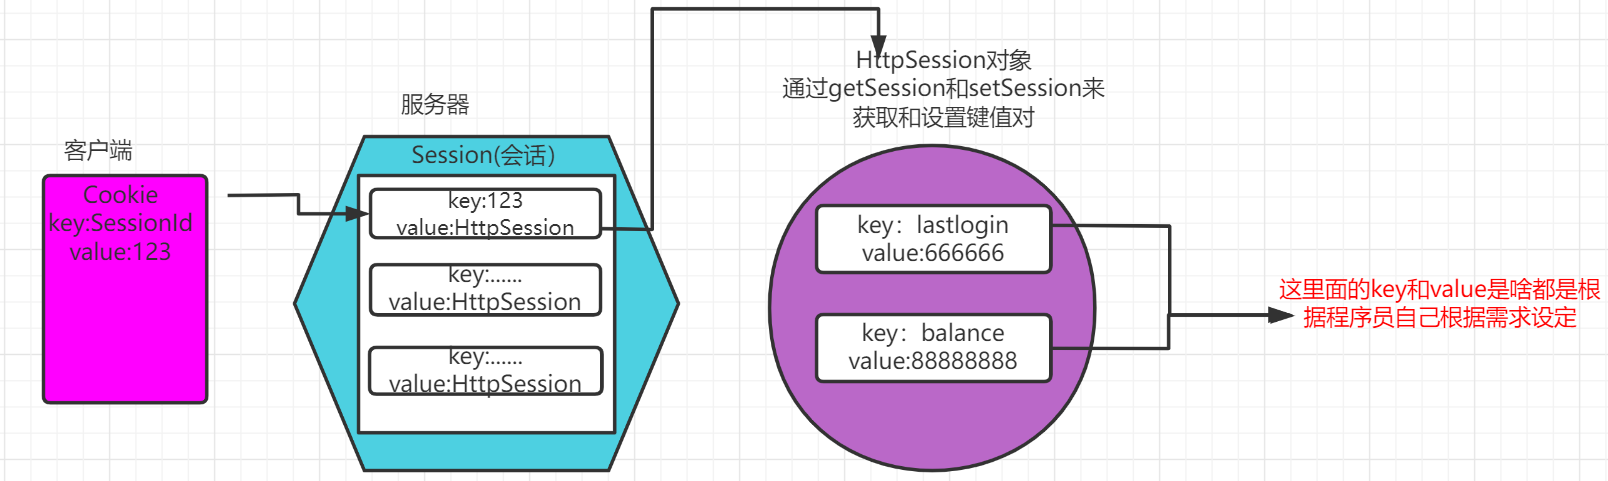 客户端
Cookie
key:SessionId
value:123
服务器
Session(会话)
key:123
value:HttpSession
key:......
value:HttpSession
key:......
value:HttpSession
HttpSession对象
通过getSession和setSession来
获取和设置键值对
key：lastlogin
value:666666
key：balance
value:88888888
这里面的key和value是啥都是根
据程序员自己根据需求设定